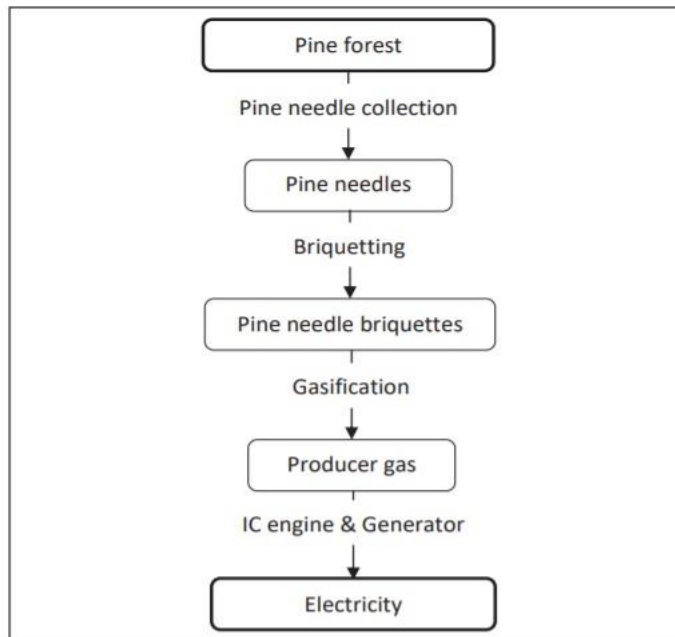 Pine forest
Pine needle collection
Pine needles
Briquetting
Pine needle briquettes
Gasification
Producer gas
IC engine & Generator
Electricity